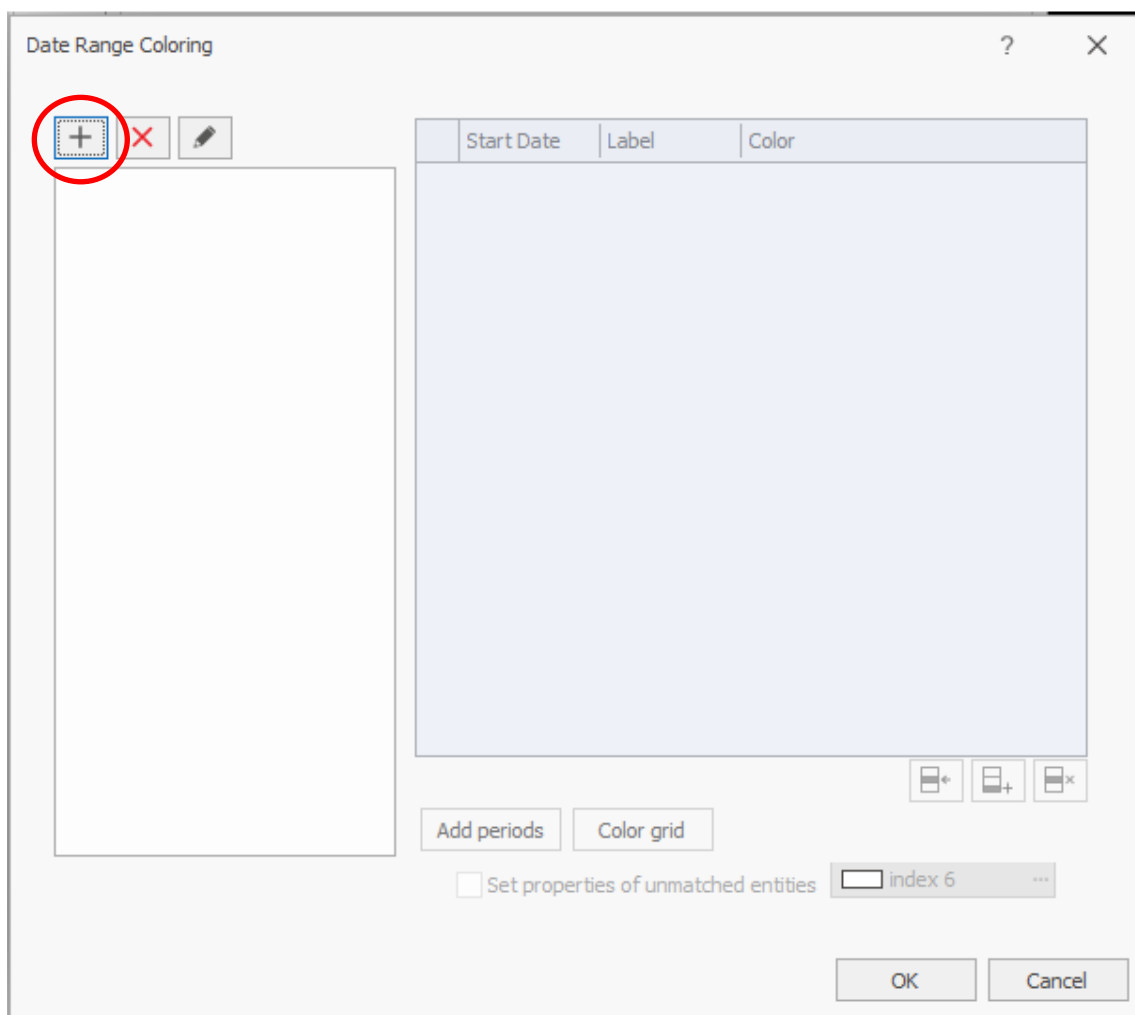 Date Range Coloring
Start Date Label Color
Add periods Color grid
Set properties of unmatched entities index 6 ...
OK Cancel